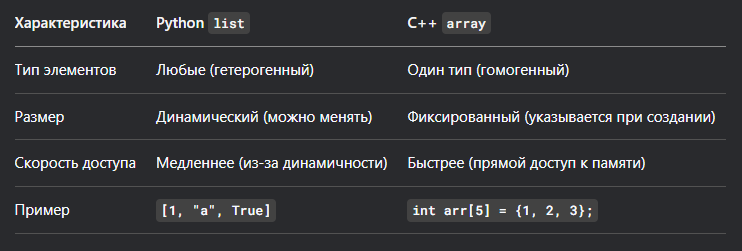 Характеристика Python list C++ array
Тип элементов Любые (гетерогенный) Один тип (гомогенный)
Размер Динамический (можно менять) Фиксированный (указывается при создании)
Скорость доступа Медленнее (из-за динамичности) Быстрее (прямой доступ к памяти)
Пример [1, "a", True] int arr[5] = {1, 2, 3};